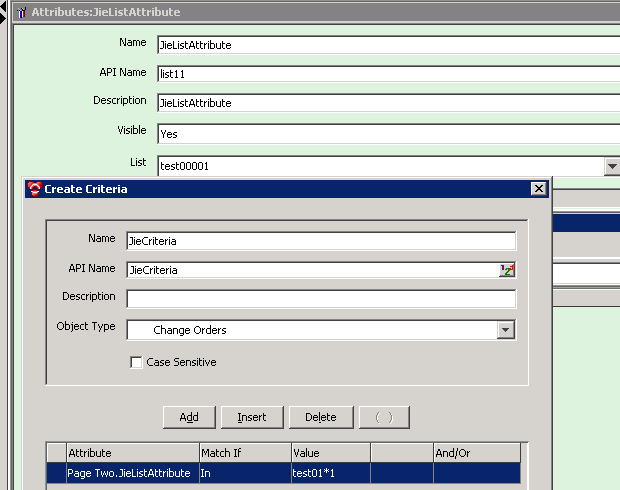 Attributes:JieListAttribute
Name JieListAttribute
API Name list11
Description JieListAttribute
Visible Yes
List test00001
Create Criteria
Name JieCriteria
API Name JieCriteria
Description
Object Type Change Orders
Case Sensitive
Add Insert Delete ( )
Attribute Match If Value And/Or
Page Two.JieListAttribute In test01*1